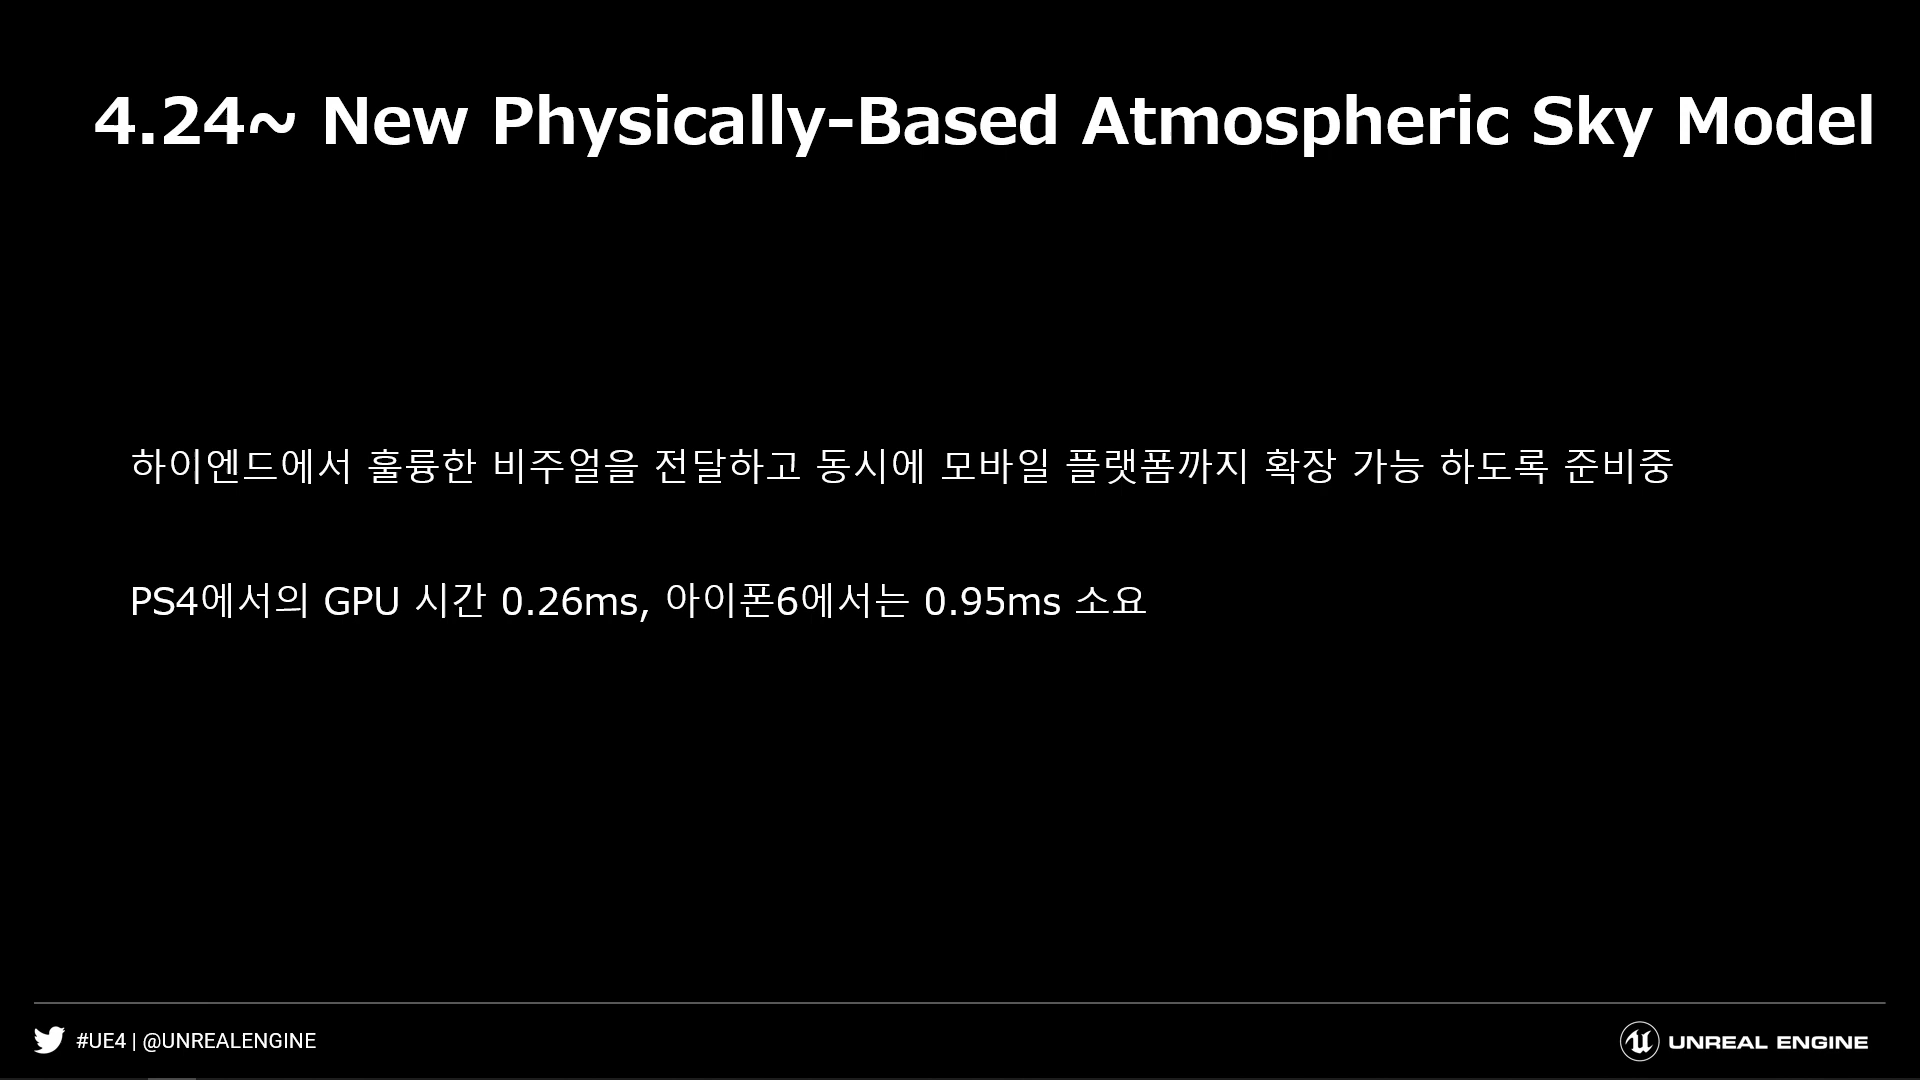 4.24~ New Physically-Based Atmospheric Sky Model
하이엔드에서 훌륭한 비주얼을 전달하고 동시에 모바일 플랫폼까지 확장 가능 하도록 준비중
PS4에서의 GPU 시간 0.26ms, 아이폰6에서는 0.95ms 소요
#UE4 | @UNREALENGINE
UNREAL ENGINE